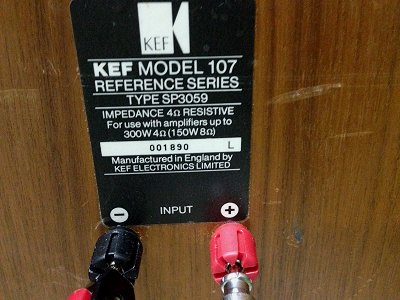 KEF
KEF MODEL 107
REFERENCE SERIES
TYPE SP3059
IMPEDANCE 4Ω RESISTIVE
For use with amplifiers up to
300W 4Ω (150W 8Ω)
001890 L
Manufactured in England by
KEF ELECTRONICS LIMITED
- INPUT +